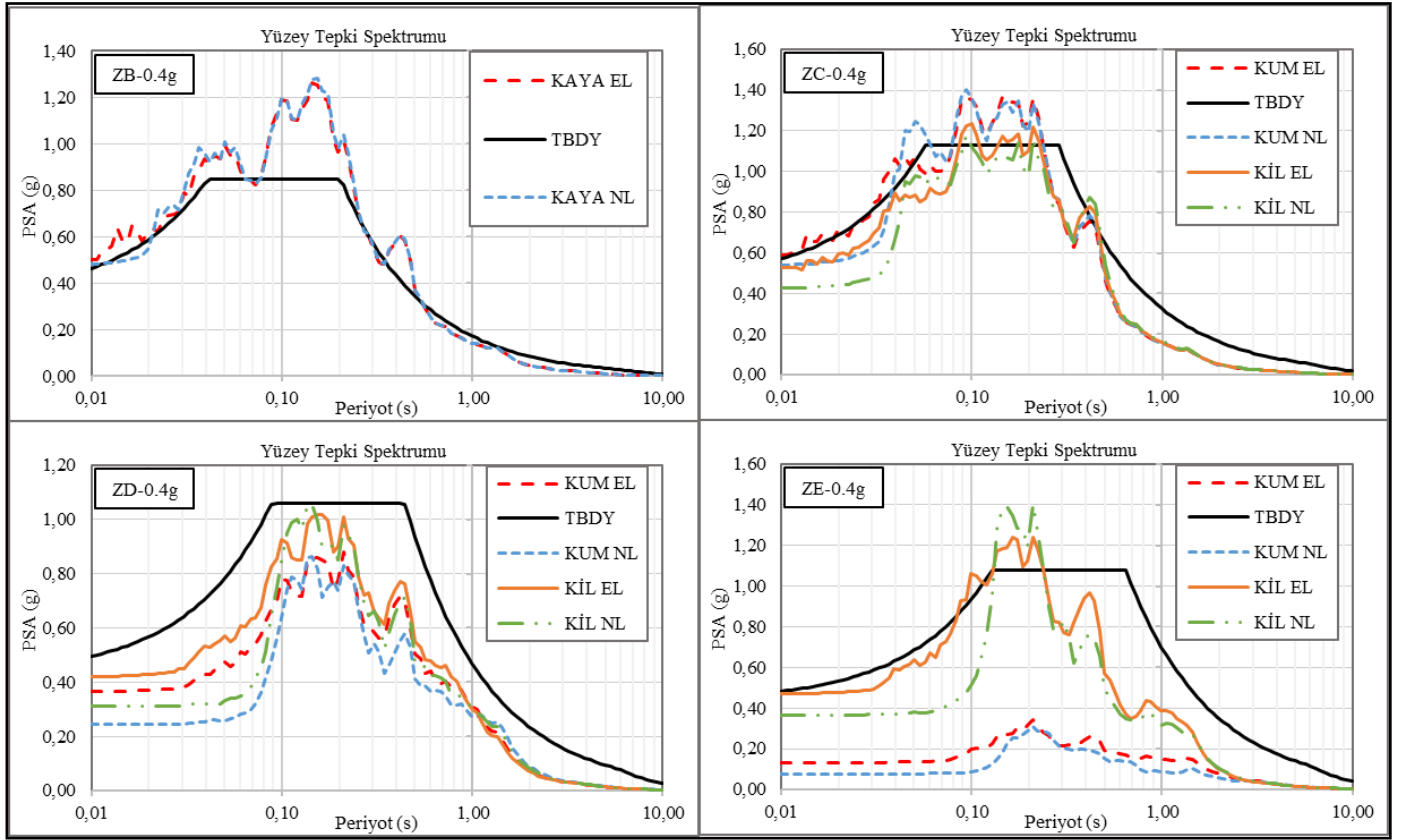 Yüzey Tepki Spektrumu
ZB-0.4g
PSA (g)
1,40
1,20
1,00
0,80
0,60
0,40
0,20
0,00
0,01
0,10
1,00
10,00
Periyot (s)
KAYA EL
TBDY
KAYA NL
Yüzey Tepki Spektrumu
ZC-0.4g
PSA (g)
1,60
1,40
1,20
1,00
0,80
0,60
0,40
0,20
0,00
0,01
0,10
1,00
10,00
Periyot (s)
KUM EL
TBDY
KUM NL
KİL EL
KİL NL
Yüzey Tepki Spektrumu
ZD-0.4g
PSA (g)
1,20
1,00
0,80
0,60
0,40
0,20
0,00
0,01
0,10
1,00
10,00
Periyot (s)
KUM EL
TBDY
KUM NL
KİL EL
KİL NL
Yüzey Tepki Spektrumu
ZE-0.4g
PSA (g)
1,60
1,40
1,20
1,00
0,80
0,60
0,40
0,20
0,00
0,01
0,10
1,00
10,00
Periyot (s)
KUM EL
TBDY
KUM NL
KİL EL
KİL NL